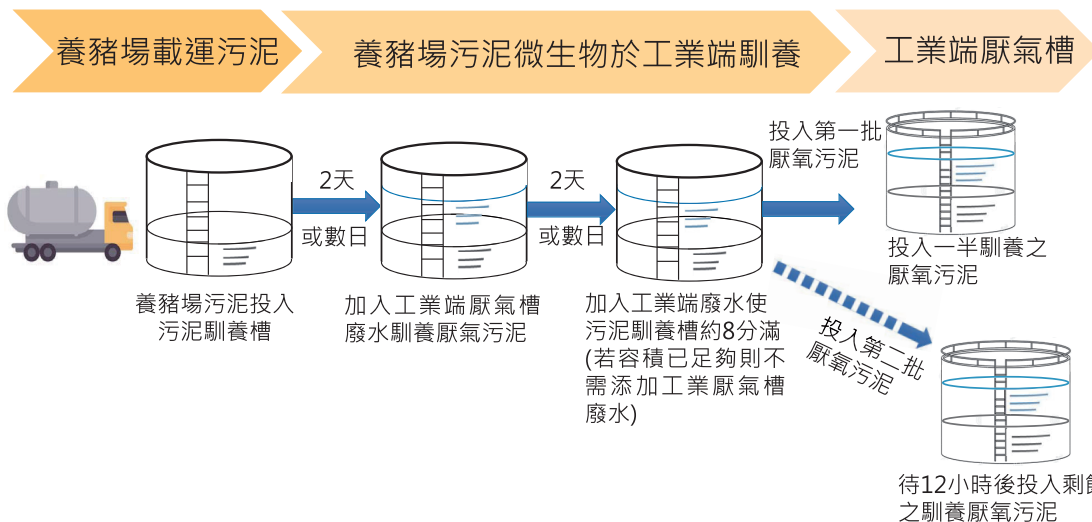 養豬場載運污泥
養豬場污泥微生物於工業端馴養
工業端厭氣槽
2天
或數日
2天
或數日
投入第一批
厭氧污泥
養豬場污泥投入
污泥馴養槽
加入工業端厭氣槽
廢水馴養厭氣污泥
加入工業端廢水使
污泥馴養槽約8分滿
(若容積已足夠則不
需添加工業厭氣槽
廢水)
投入一半馴養之
厭氧污泥
投入第二批
厭氧污泥
待12小時後投入剩
之馴養厭氧污泥